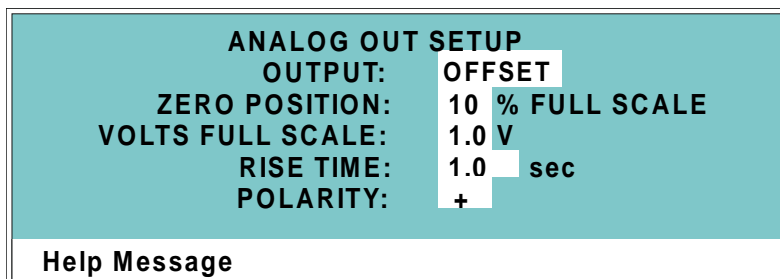 ANALOG OUT SETUP
OUTPUT: OFFSET
ZERO POSITION: 10 % FULL SCALE
VOLTS FULL SCALE: 1.0 V
RISE TIME: 1.0 sec
POLARITY: +
Help Message